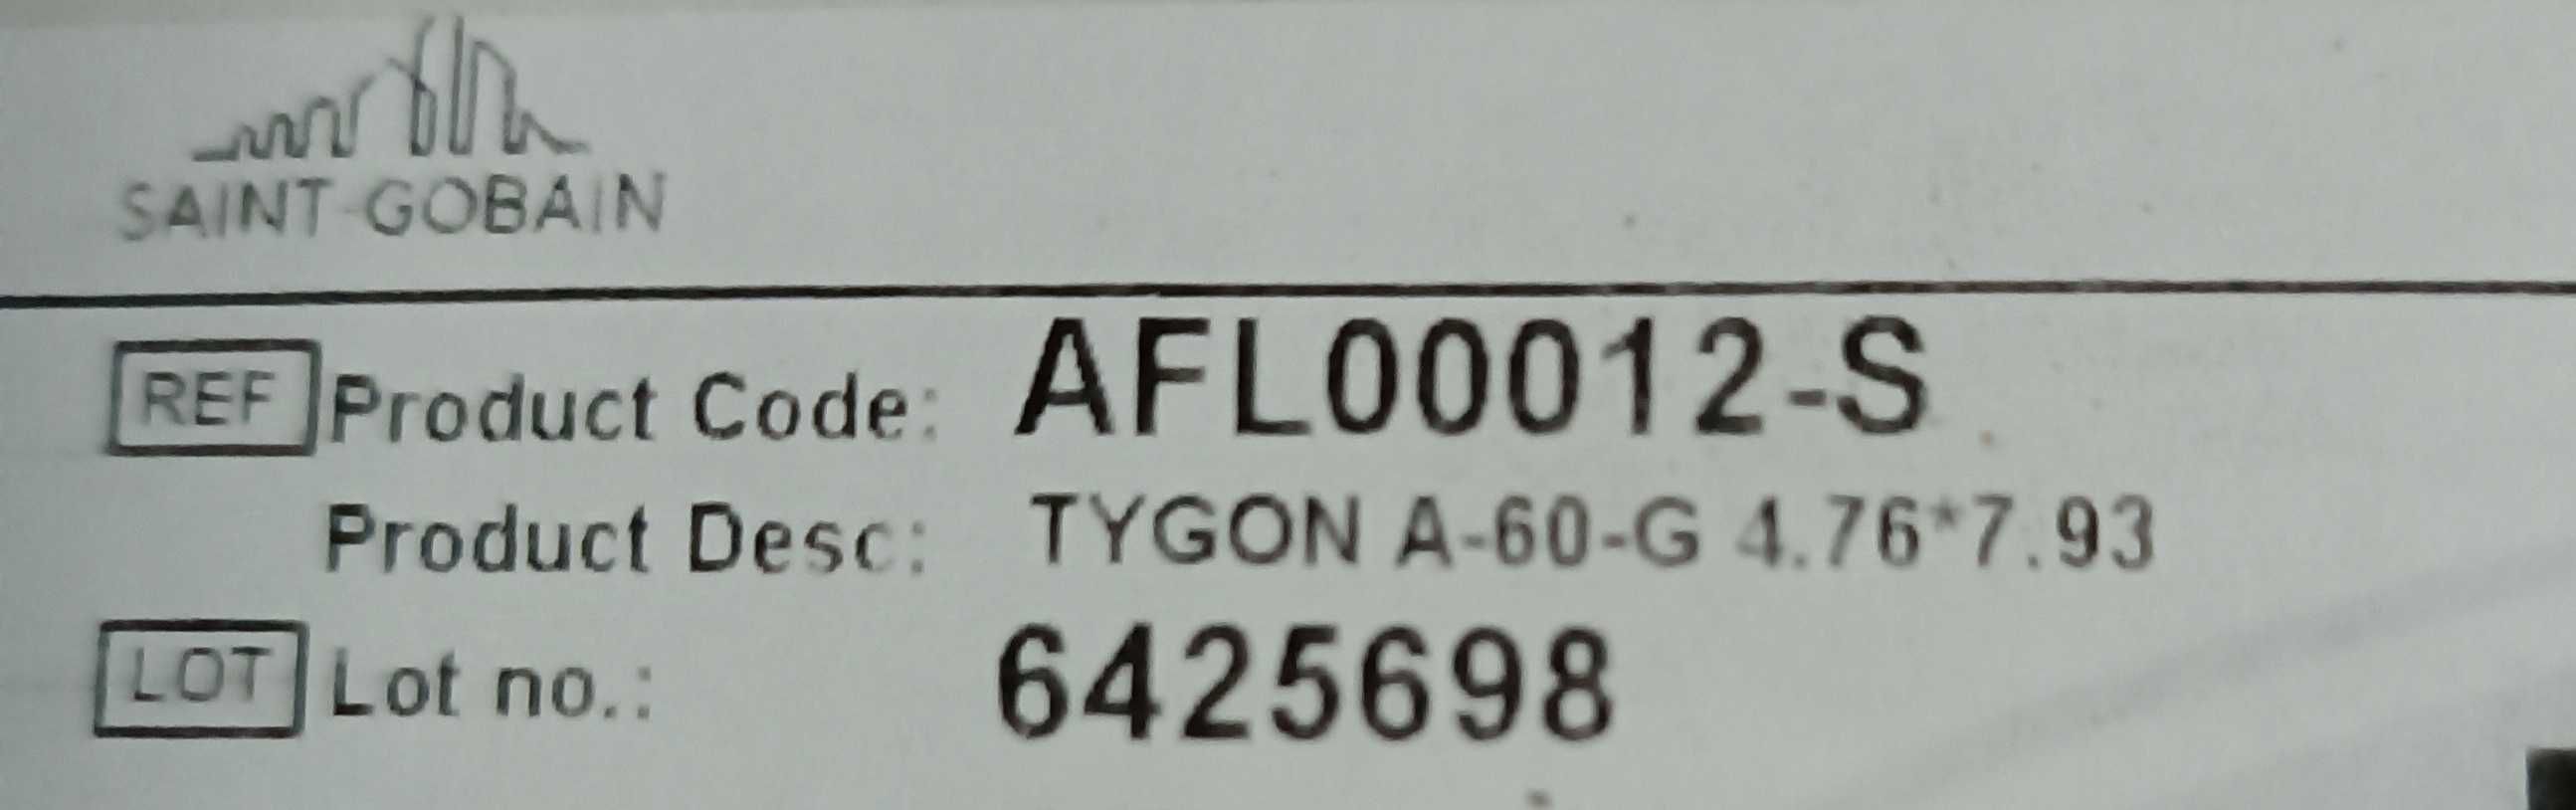 SAINT-GOBAIN
REF Product Code: AFL00012-S
Product Desc: TYGON A-60-G 4.76*7.93
LOT Lot no.: 6425698